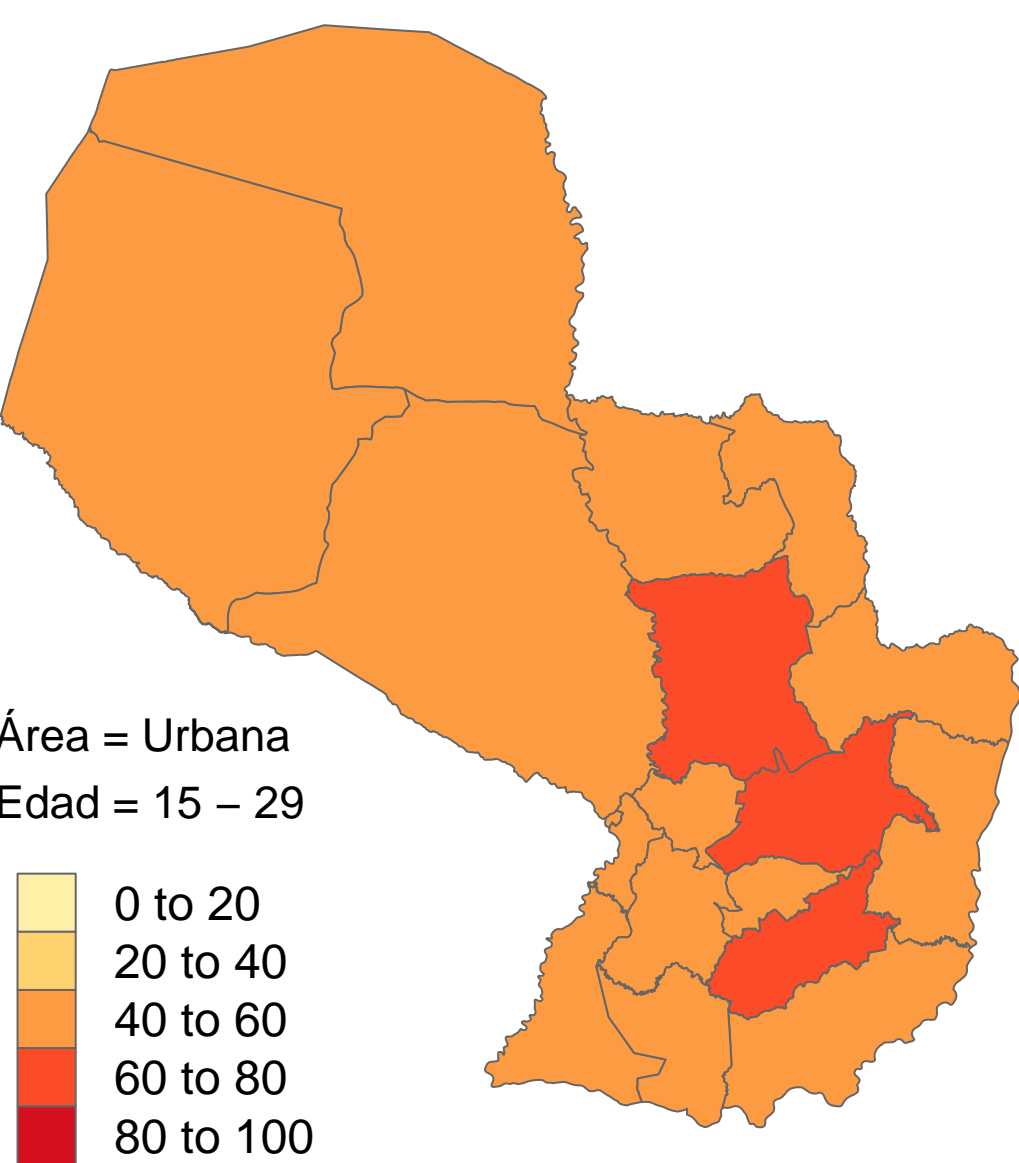 Área = Urbana
Edad = 15 – 29
0 to 20
20 to 40
40 to 60
60 to 80
80 to 100